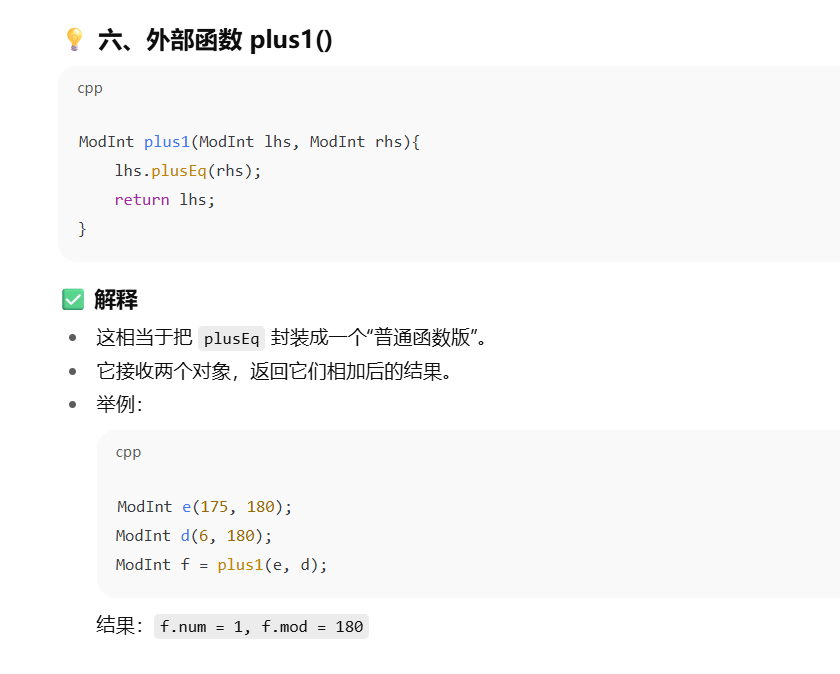 💡 六、外部函数 plus1()
cpp
ModInt plus1(ModInt lhs, ModInt rhs){
    lhs.plusEq(rhs);
    return lhs;
}
✅ 解释
• 这相当于把 plusEq 封装成一个“普通函数版”。
• 它接收两个对象，返回它们相加后的结果。
• 举例：
cpp
ModInt e(175, 180);
ModInt d(6, 180);
ModInt f = plus1(e, d);
结果： f.num = 1, f.mod = 180